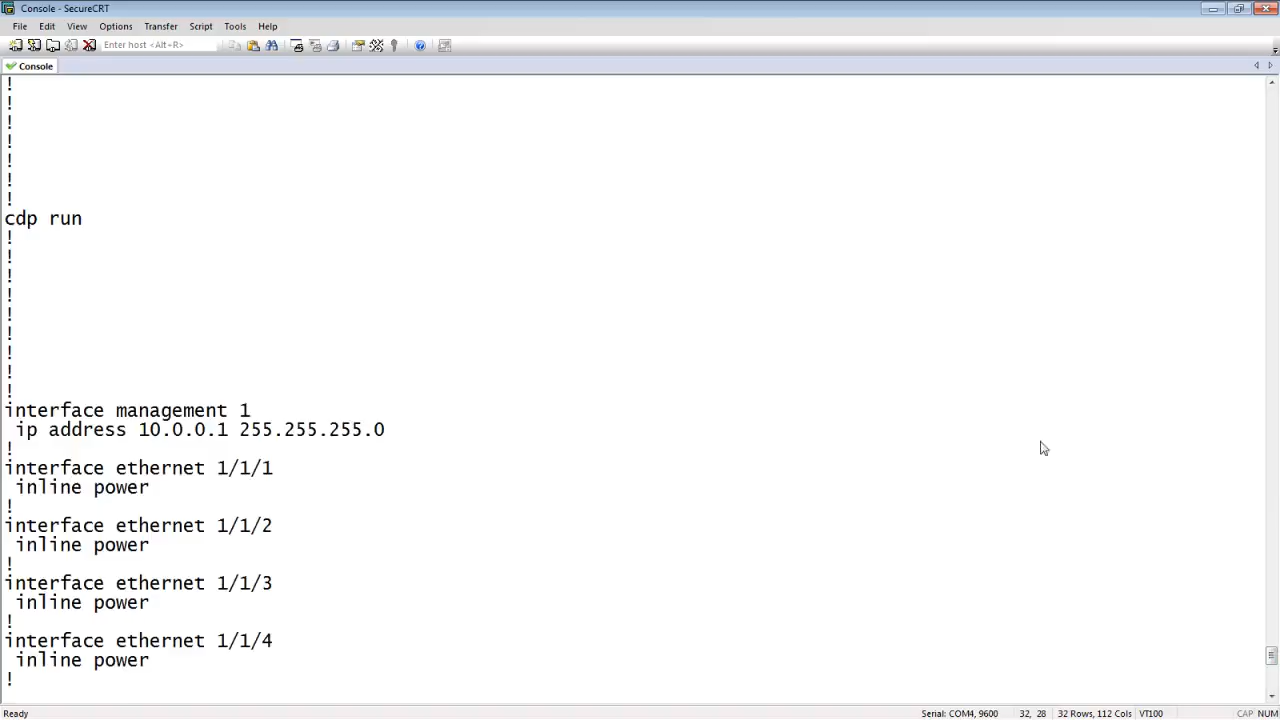 Console - SecureCRT
File Edit View Options Transfer Script Tools Help
Enter host <Alt+R>
Console
!
!
!
!
!
!
!
cdp run
!
!
!
!
!
!
!
!
!
interface management 1
ip address 10.0.0.1 255.255.255.0
!
interface ethernet 1/1/1
inline power
!
interface ethernet 1/1/2
inline power
!
interface ethernet 1/1/3
inline power
!
interface ethernet 1/1/4
inline power
!
Ready Serial: COM4, 9600 32, 28 32 Rows, 112 Cols VT100 CAP NUM